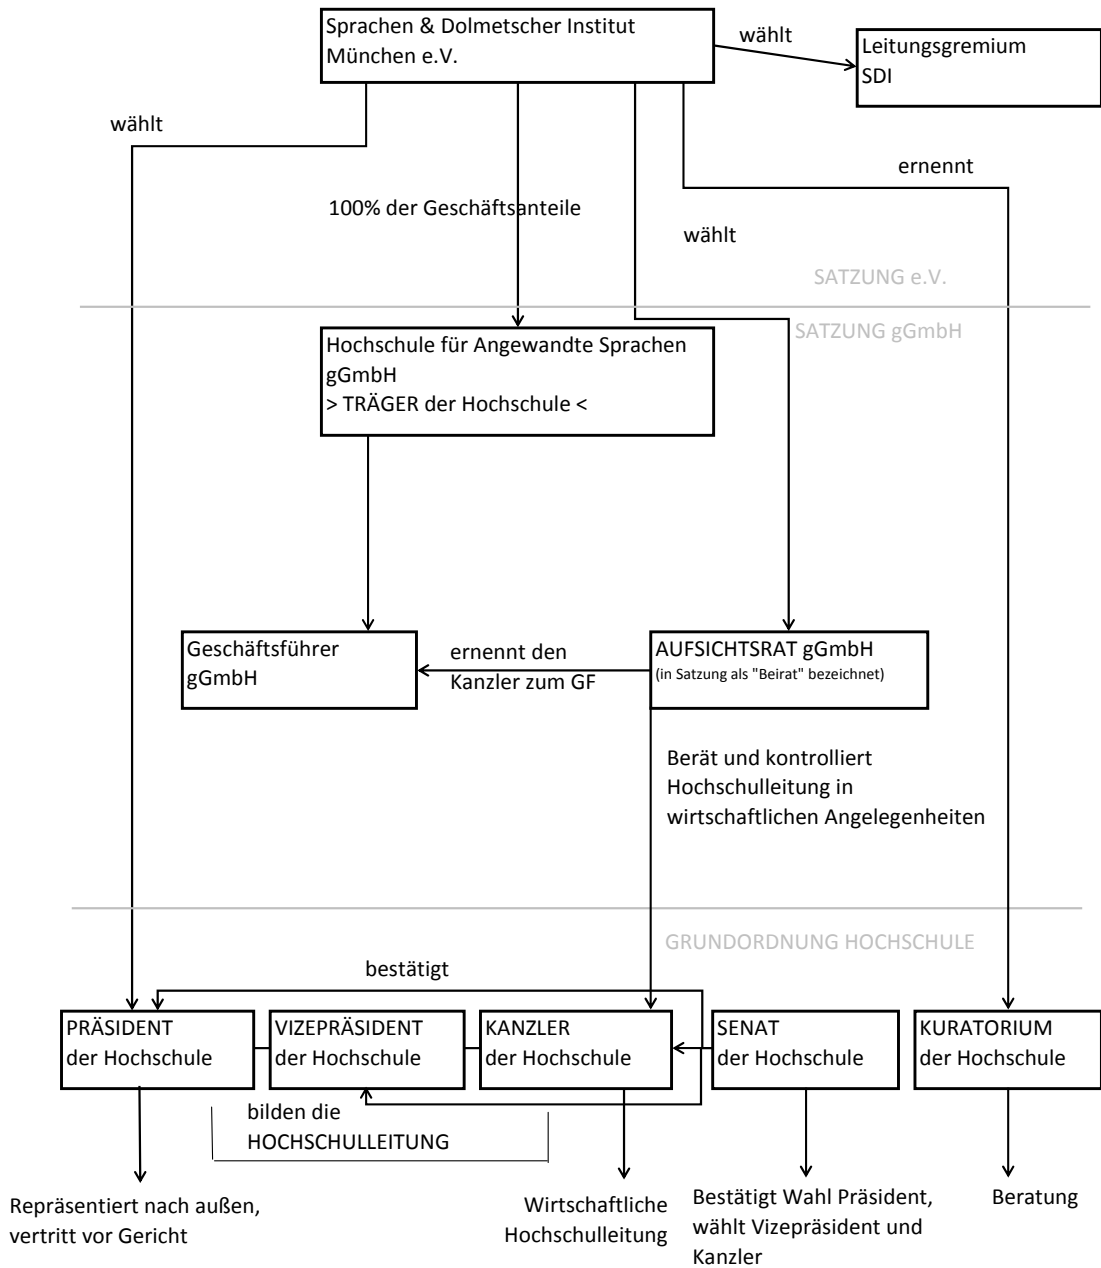 Sprachen & Dolmetscher Institut
München e.V.
wählt
Leitungsgremium
SDI
wählt
ernennt
100% der Geschäftsanteile
wählt
SATZUNG e.V.
SATZUNG gGmbH
Hochschule für Angewandte Sprachen
gGmbH
> TRÄGER der Hochschule <
Geschäftsführer
gGmbH
ernennt den
Kanzler zum GF
AUFSICHTSRAT gGmbH
(in Satzung als "Beirat" bezeichnet)
Berät und kontrolliert
Hochschulleitung in
wirtschaftlichen Angelegenheiten
GRUNDORDNUNG HOCHSCHULE
bestätigt
PRÄSIDENT
der Hochschule
VIZEPRÄSIDENT
der Hochschule
KANZLER
der Hochschule
SENAT
der Hochschule
KURATORIUM
der Hochschule
bilden die
HOCHSCHULLEITUNG
Repräsentiert nach außen,
vertritt vor Gericht
Wirtschaftliche
Hochschulleitung
Bestätigt Wahl Präsident,
wählt Vizepräsident und
Kanzler
Beratung